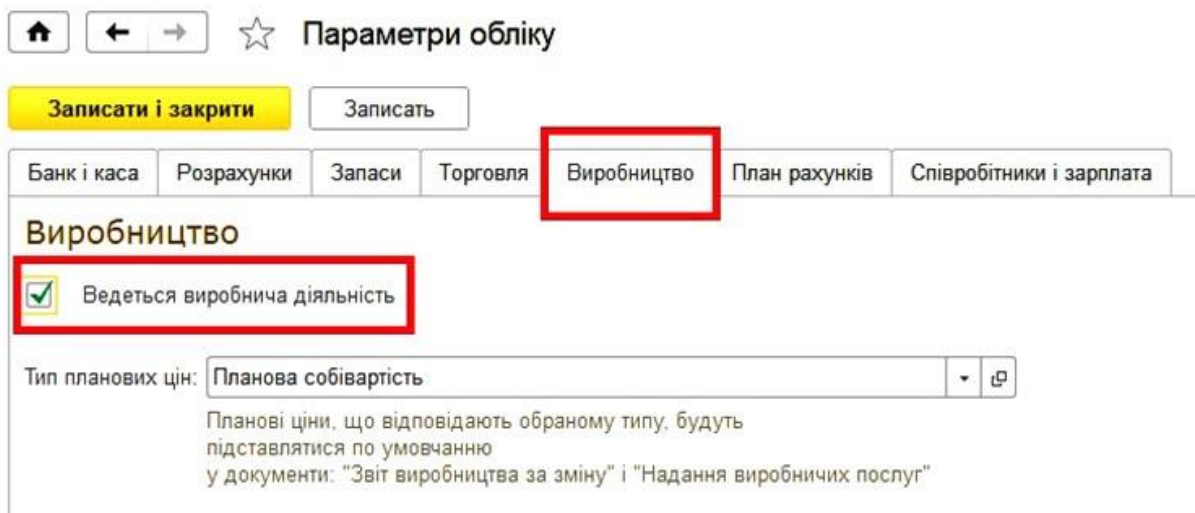 Параметри обліку
Записати і закрити Записать
Банк і каса Розрахунки Запаси Торговля Виробництво План рахунків Співробітники і зарплата
Виробництво
Ведеться виробнича діяльність
Тип планових цін: Планова собівартість
Планові ціни, що відповідають обраному типу, будуть
підставлятися по умовчанню
у документи: "Звіт виробництва за зміну" і "Надання виробничих послуг"